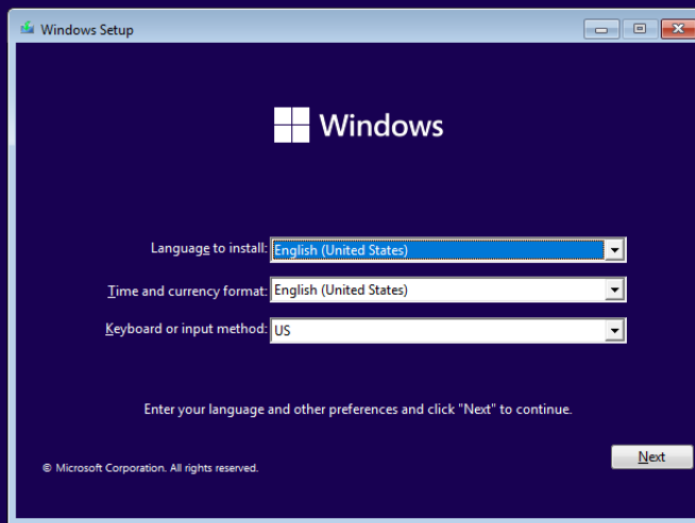 Windows Setup
Windows
Language to install: English (United States)
Time and currency format: English (United States)
Keyboard or input method: US
Enter your language and other preferences and click "Next" to continue.
Next
© Microsoft Corporation. All rights reserved.